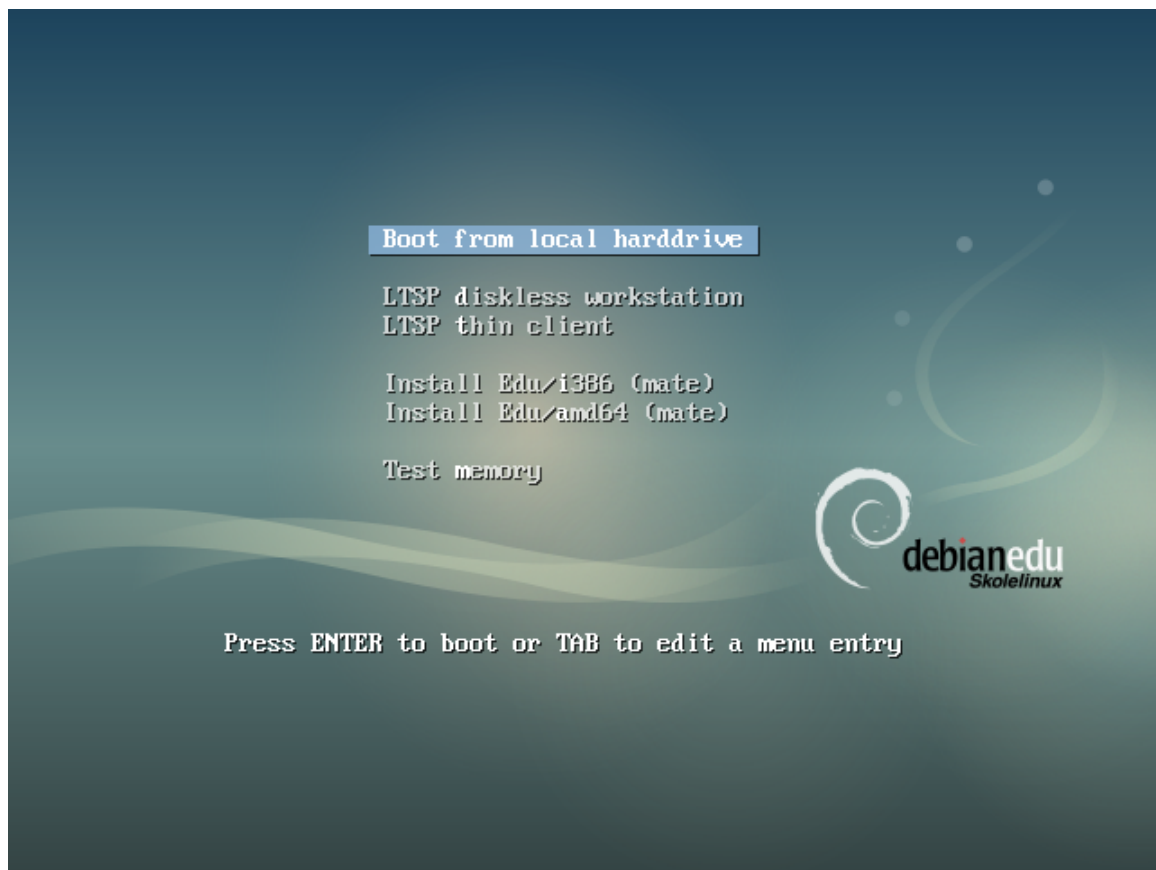 Boot from local harddrive
LTSP diskless workstation
LTSP thin client
Install Edu/i386 (mate)
Install Edu/amd64 (mate)
Test memory
debianedu
Skolelinux
Press ENTER to boot or TAB to edit a menu entry